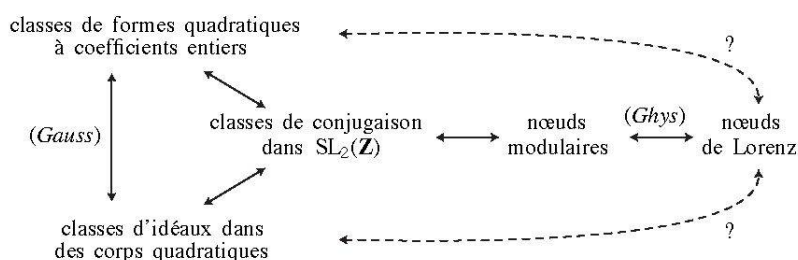 classes de formes quadratiques
à coefficients entiers
?
(Gauss)
classes de conjugaison
dans SL₂(Z)
nœuds
modulaires
(Ghys)
nœuds
de Lorenz
classes d'idéaux dans
des corps quadratiques
?